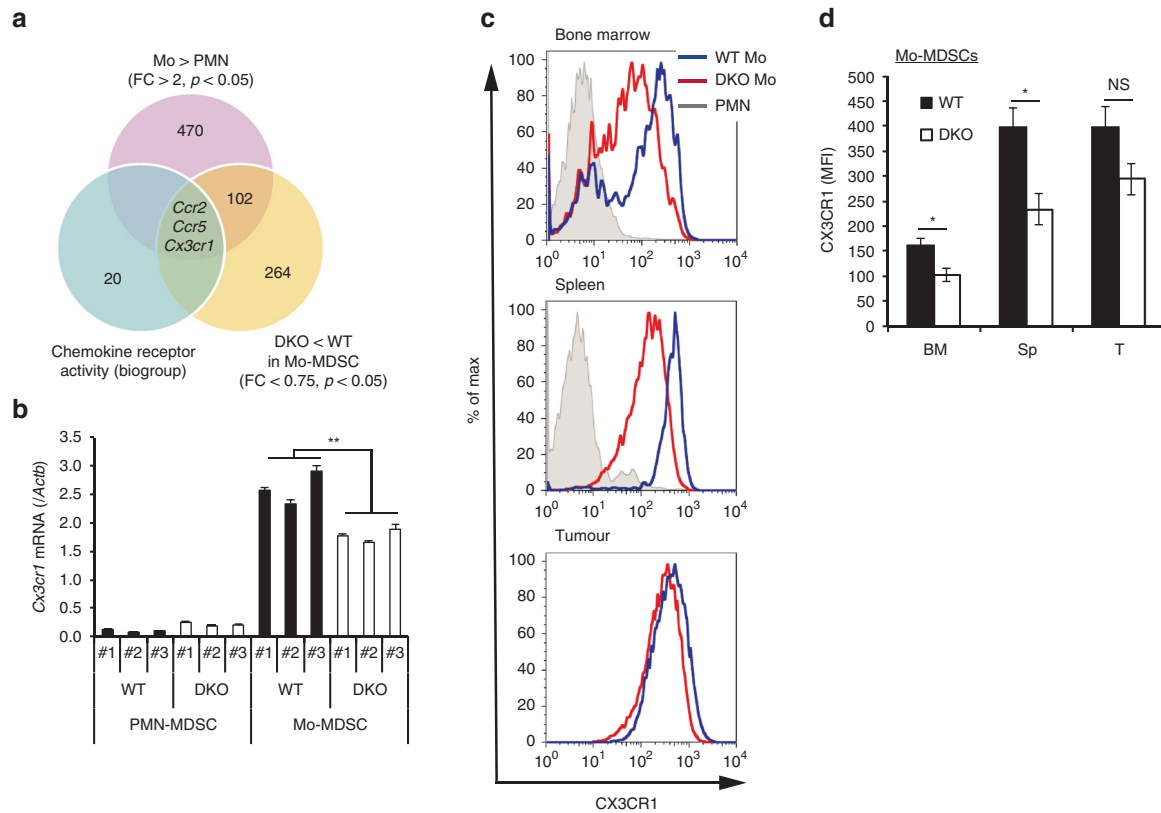 a
Mo > PMN
(FC > 2, p < 0.05)
470
102
Ccr2
Ccr5
Cx3cr1
20
264
Chemokine receptor
activity (biogroup)
DKO < WT
in Mo-MDSC
(FC < 0.75, p < 0.05)
b
Cx3cr1 mRNA (/Actb)
3.5
3.0
2.5
2.0
1.5
1.0
0.5
0.0
**
#1 #2 #3 #1 #2 #3 #1 #2 #3 #1 #2 #3
WT DKO WT DKO
PMN-MDSC Mo-MDSC
c
Bone marrow
WT Mo
DKO Mo
PMN
100
80
60
40
20
0
10^0 10^1 10^2 10^3 10^4
Spleen
100
80
60
40
20
0
10^0 10^1 10^2 10^3 10^4
Tumour
100
80
60
40
20
0
10^0 10^1 10^2 10^3 10^4
% of max
CX3CR1
d
Mo-MDSCs
WT
DKO
CX3CR1 (MFI)
500
450
400
350
300
250
200
150
100
50
0
* * NS
BM Sp T